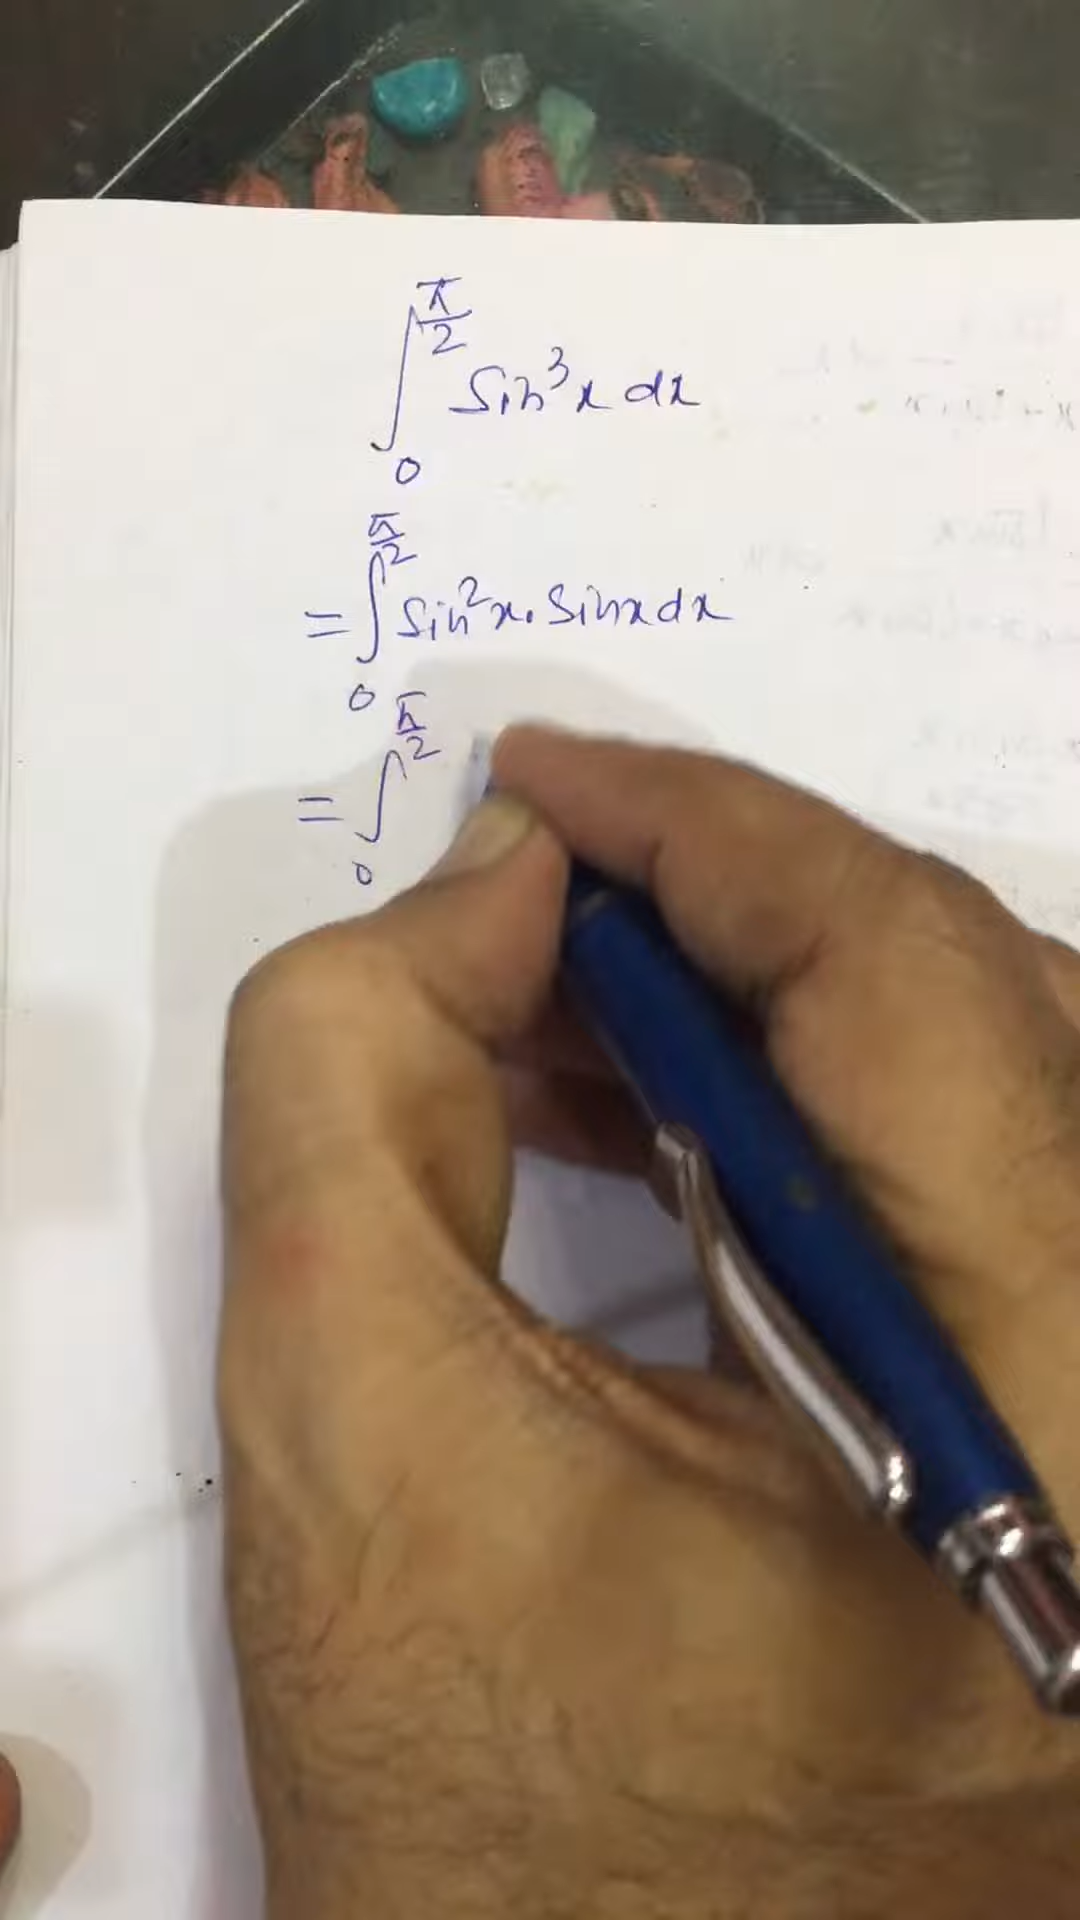 ∫₀^(π/2) sin³x dx
= ∫₀^(π/2) sin²x . sinx dx
= ∫₀^(π/2)